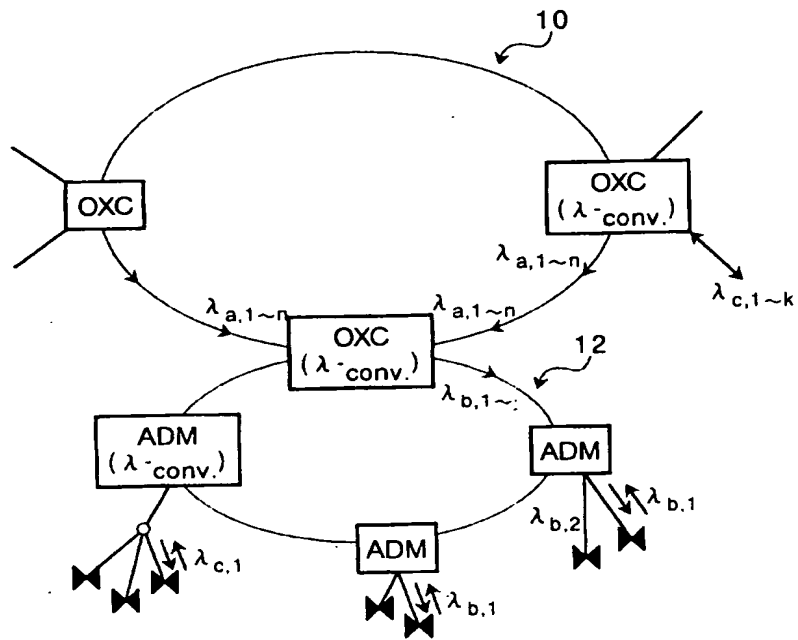 10
OXC
OXC
(λ-conv.)
λa,1~n
λc,1~k
λa,1~n
λa,1~n
OXC
(λ-conv.)
12
λb,1~:
ADM
(λ-conv.)
ADM
λb,2
λb,1
ADM
λc,1
λb,1